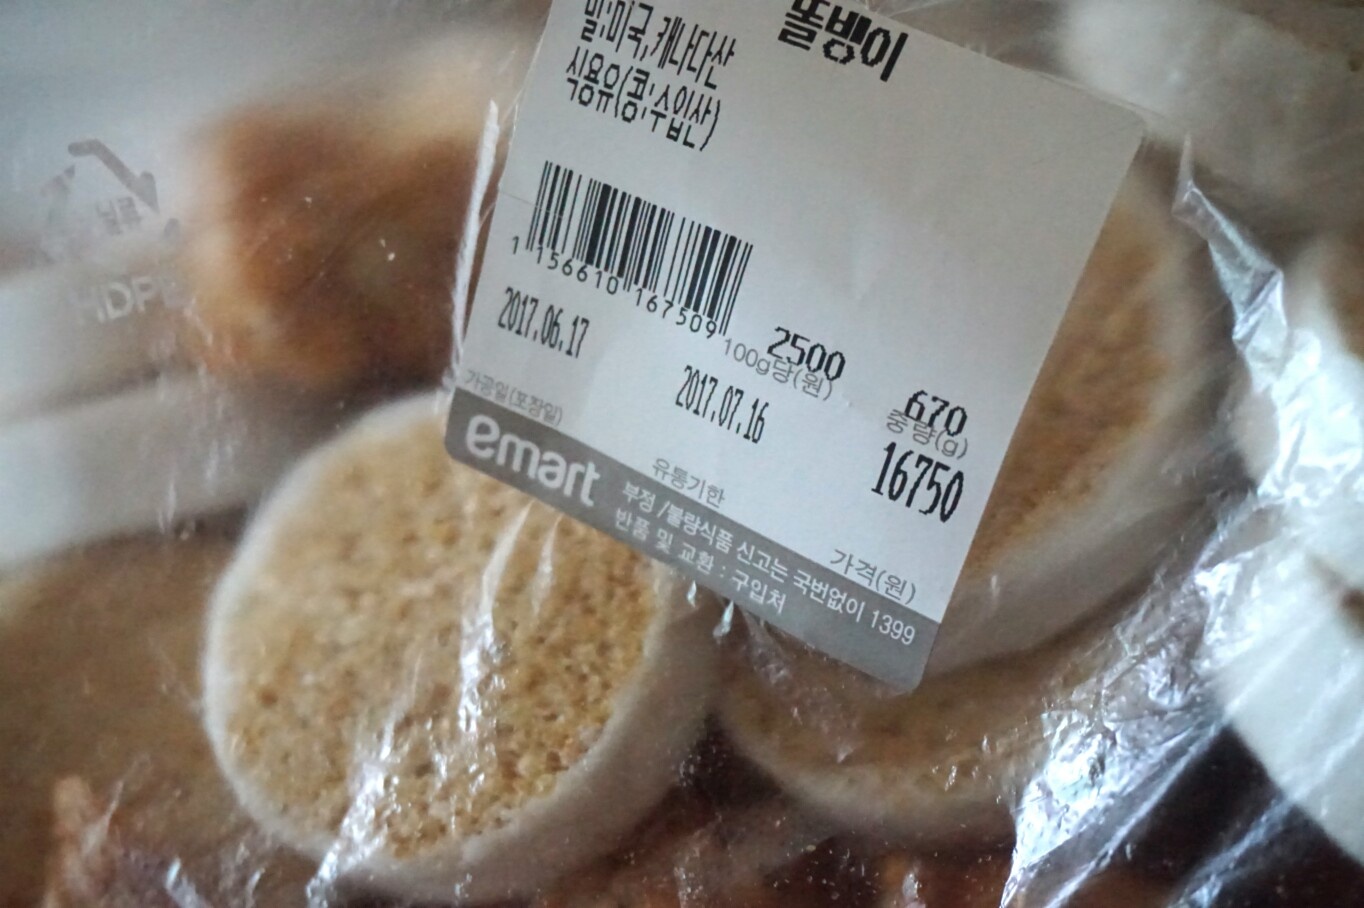 똘뱅이
밀:미국,캐나다산
식용유(콩:수입산)
1 156610 167509
2500
100g당(원)
670
중량(g)
2017.06.17
2017.07.16
16750
가공일(포장일)
유통기한
가격(원)
emart
부정/불량식품 신고는 국번없이 1399
반품 및 교환 : 구입처
HDPE